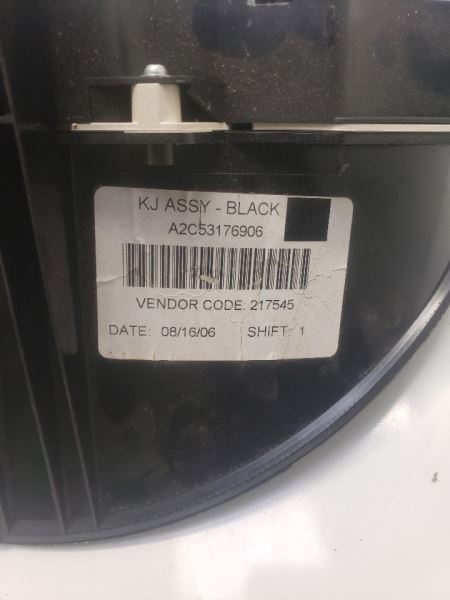 KJ ASSY - BLACK
A2C53176906
VENDOR CODE: 217545
DATE: 08/16/06 SHIFT: 1